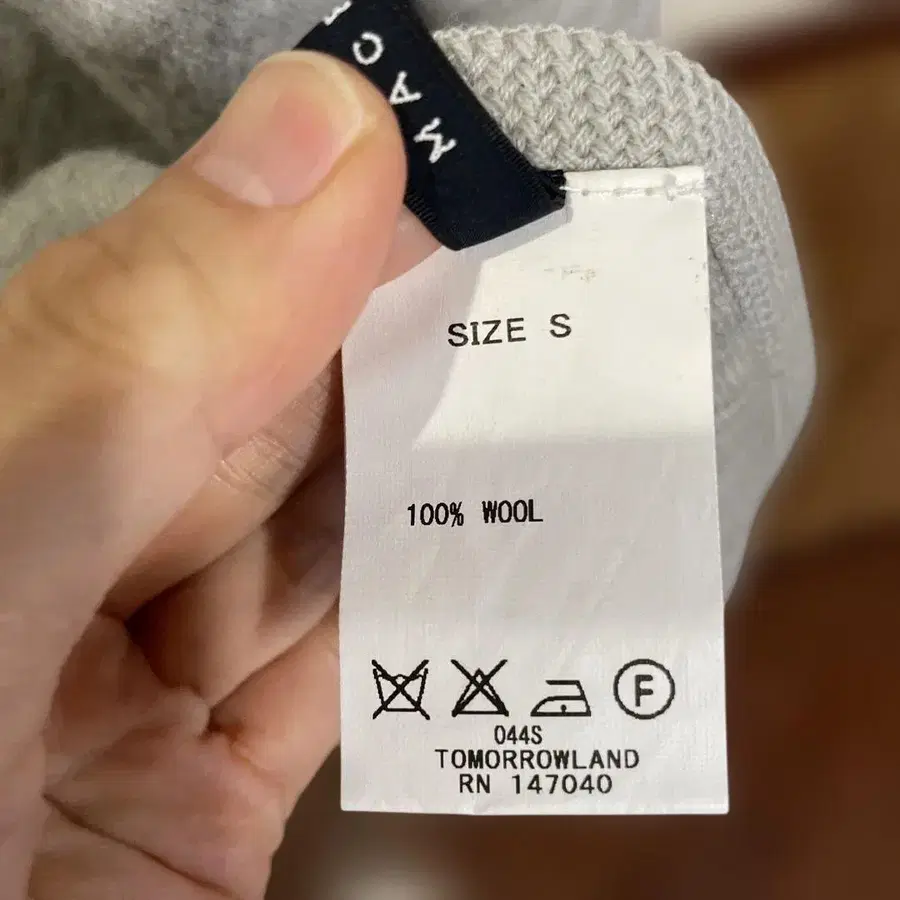 SIZE S
100% WOOL
F
044S
TOMORROWLAND
RN 147040